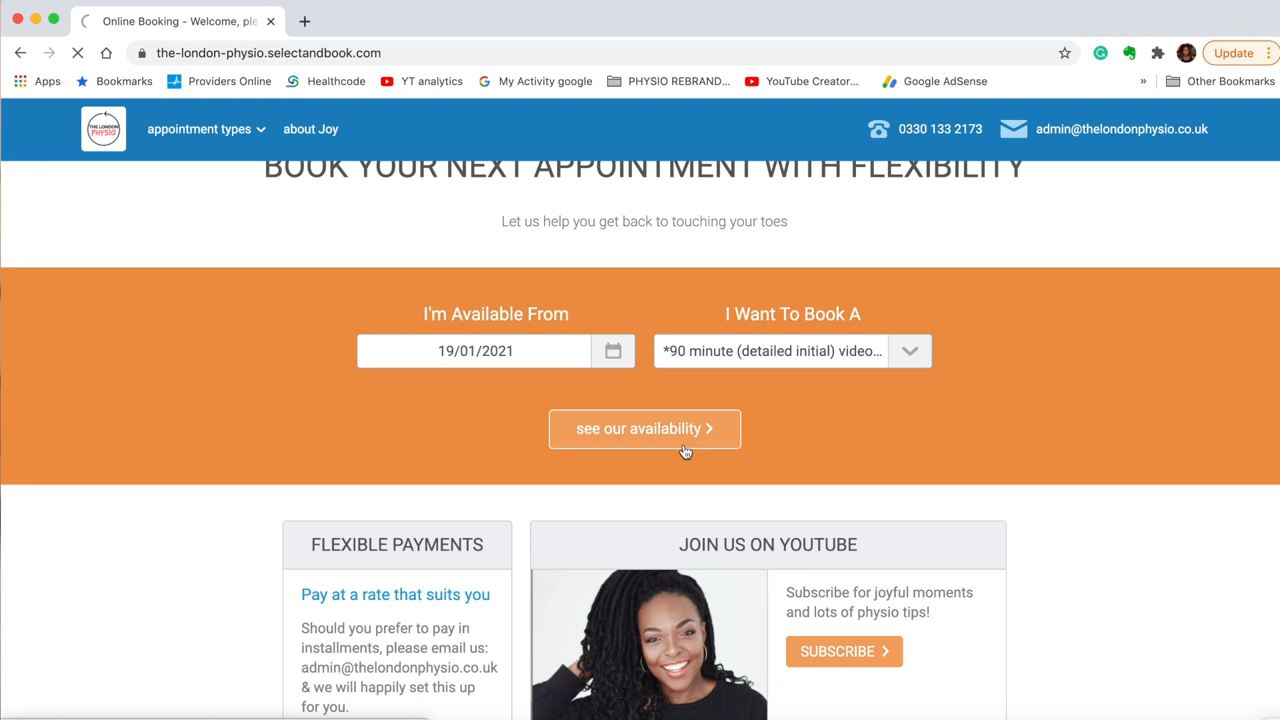 Online Booking - Welcome, ple
the-london-physio.selectandbook.com
Update
Apps
Bookmarks
Providers Online
Healthcode
YT analytics
My Activity google
PHYSIO REBRAND...
YouTube Creator...
Google AdSense
»
Other Bookmarks
THE LONDON
PHYSIO
appointment types
about Joy
0330 133 2173
admin@thelondonphysio.co.uk
BOOK YOUR NEXT APPOINTMENT WITH FLEXIBILITY
Let us help you get back to touching your toes
I'm Available From
I Want To Book A
19/01/2021
*90 minute (detailed initial) video...
see our availability
FLEXIBLE PAYMENTS
Pay at a rate that suits you
Should you prefer to pay in
installments, please email us:
admin@thelondonphysio.co.uk
& we will happily set this up
for you.
JOIN US ON YOUTUBE
Subscribe for joyful moments
and lots of physio tips!
SUBSCRIBE